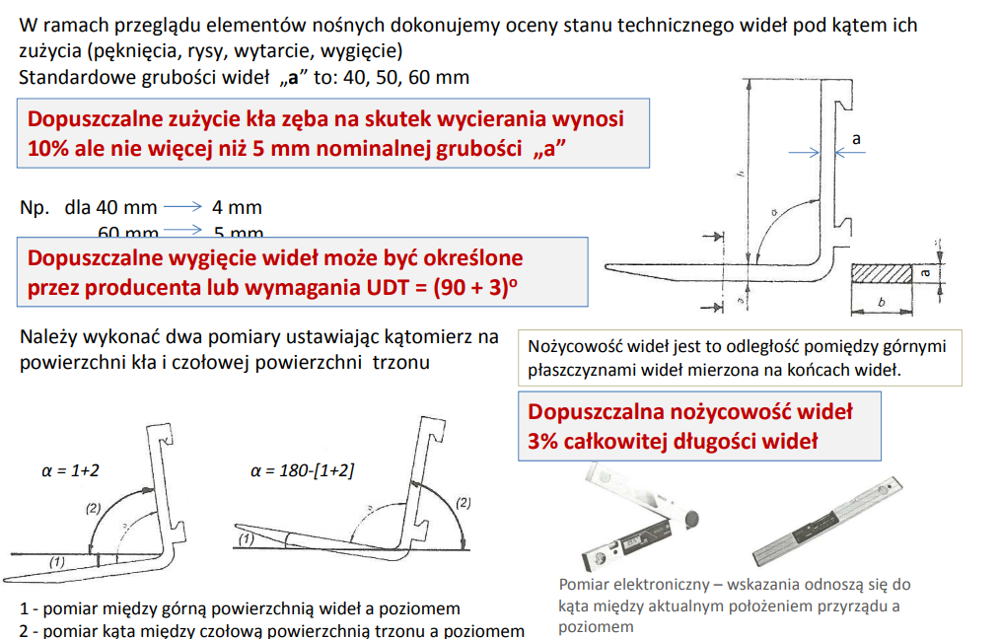 W ramach przeglądu elementów nośnych dokonujemy oceny stanu technicznego wideł pod kątem ich
zużycia (pęknięcia, rysy, wytarcie, wygięcie)
Standardowe grubości wideł „a” to: 40, 50, 60 mm
Dopuszczalne zużycie kła zęba na skutek wycierania wynosi
10% ale nie więcej niż 5 mm nominalnej grubości „a”
Np. dla 40 mm 4 mm
60 mm 5 mm
Dopuszczalne wygięcie wideł może być określone
przez producenta lub wymagania UDT = (90 + 3)º
a
h
α
a
a
b
Należy wykonać dwa pomiary ustawiając kątomierz na
powierzchni kła i czołowej powierzchni trzonu
Nożycowość wideł jest to odległość pomiędzy górnymi
płaszczyznami wideł mierzona na końcach wideł.
Dopuszczalna nożycowość wideł
3% całkowitej długości wideł
α = 1+2
α = 180-[1+2]
(2)
(1)
(2)
(1)
1 - pomiar między górną powierzchnią wideł a poziomem
2 - pomiar kąta między czołową powierzchnią trzonu a poziomem
Pomiar elektroniczny – wskazania odnoszą się do
kąta między aktualnym położeniem przyrządu a
poziomem